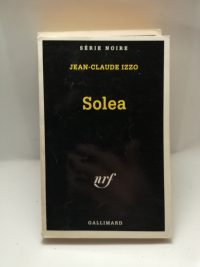 SÉRIE NOIRE
JEAN-CLAUDE IZZO
Solea
nrf
GALLIMARD